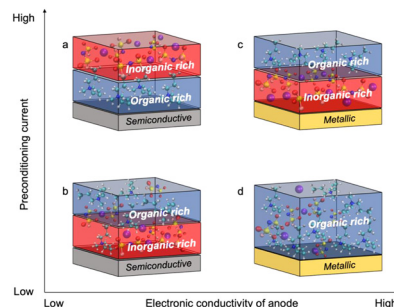 High
a
Inorganic rich
Organic rich
Semiconductive
c
Organic rich
Inorganic rich
Metallic
b
Organic rich
Inorganic rich
Semiconductive
d
Organic rich
Metallic
Preconditioning current
Low
Low
Electronic conductivity of anode
High